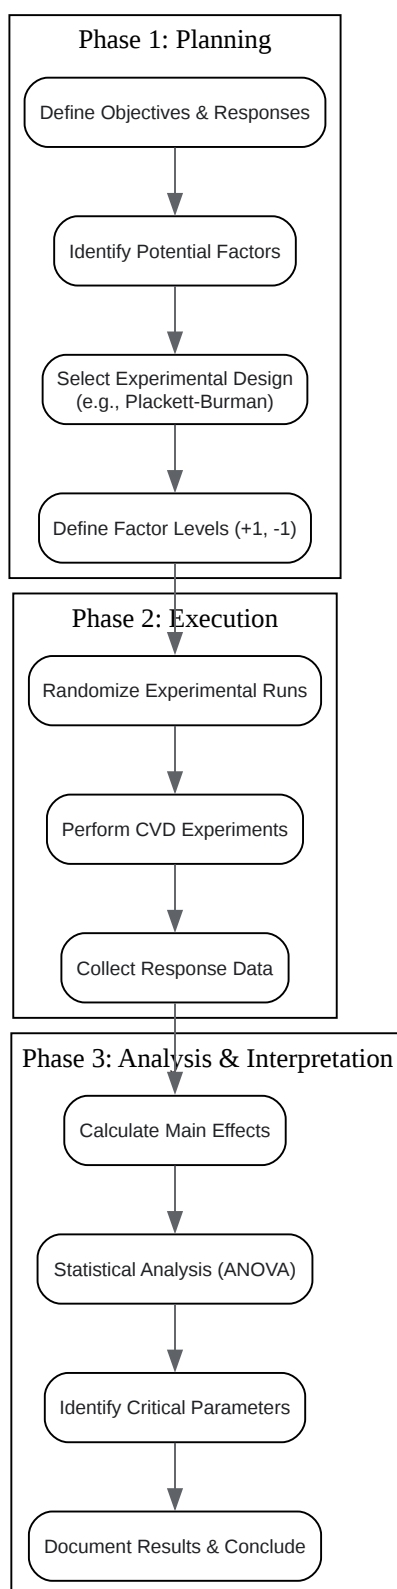 Phase 1: Planning
Define Objectives & Responses
Identify Potential Factors
Select Experimental Design
(e.g., Plackett-Burman)
Define Factor Levels (+1, -1)
Phase 2: Execution
Randomize Experimental Runs
Perform CVD Experiments
Collect Response Data
Phase 3: Analysis & Interpretation
Calculate Main Effects
Statistical Analysis (ANOVA)
Identify Critical Parameters
Document Results & Conclude